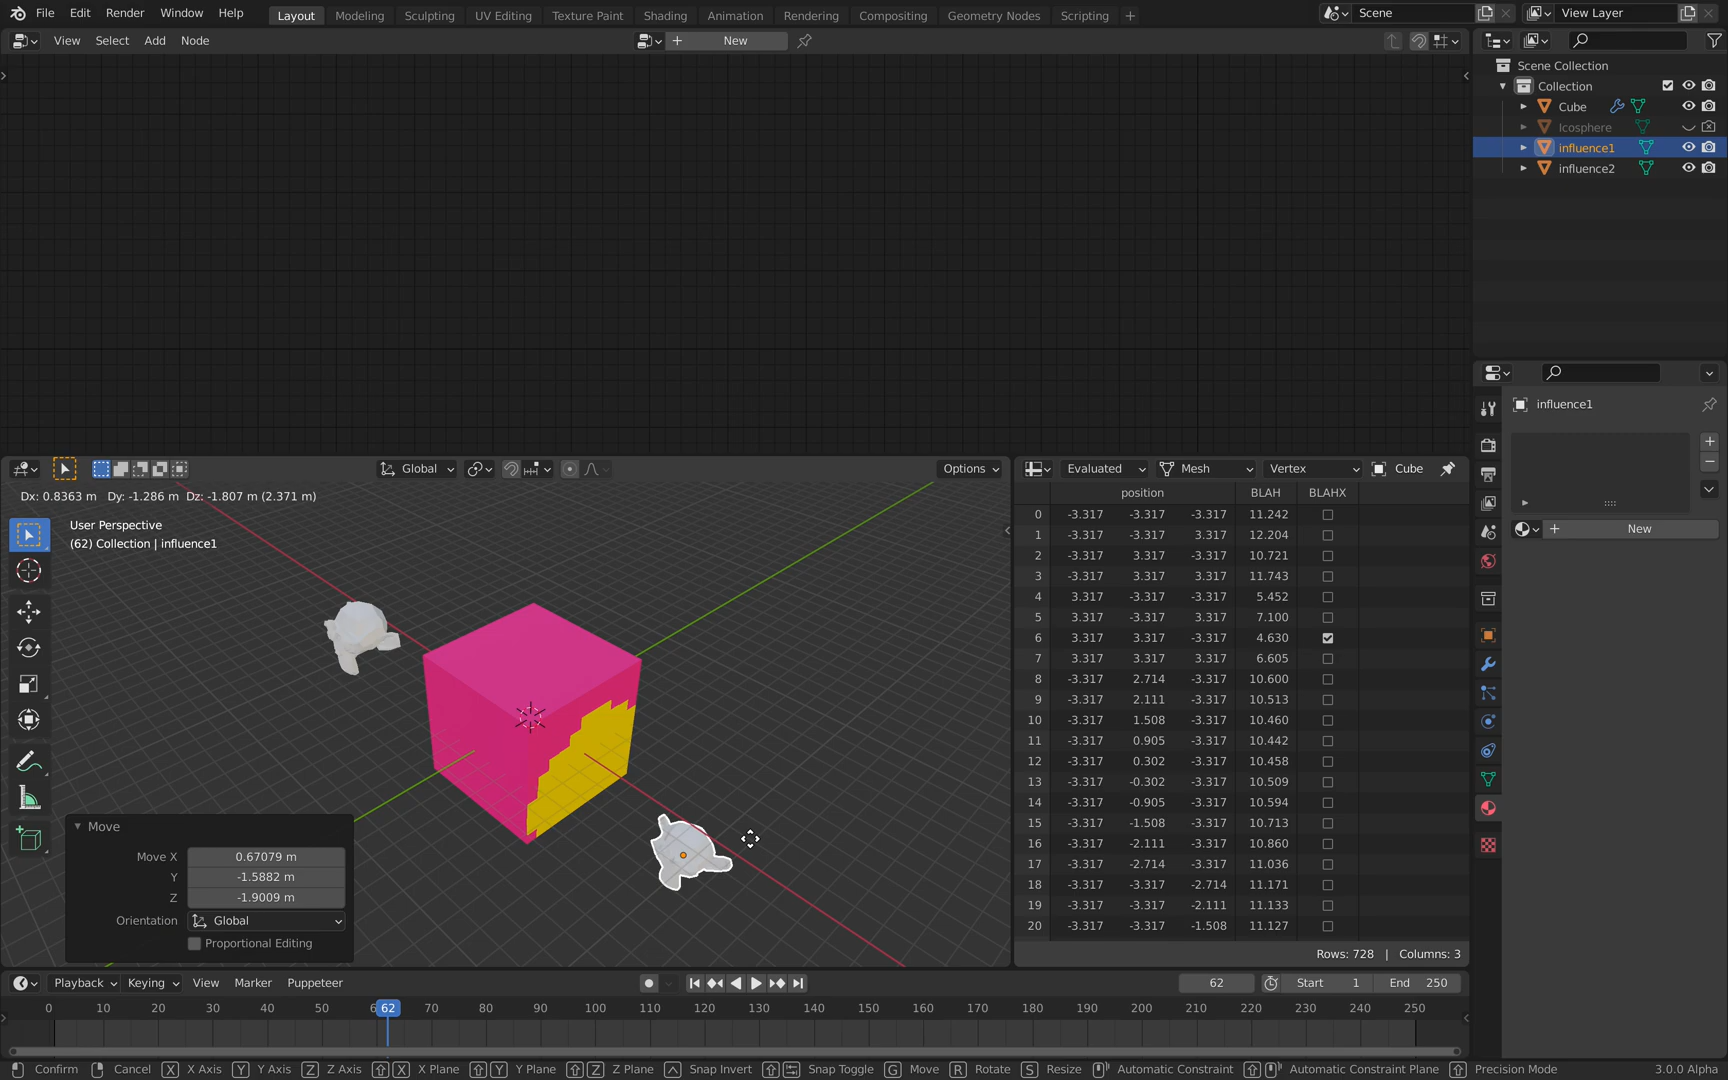 File Edit Render Window Help Layout Modeling Sculpting UV Editing Texture Paint Shading Animation Rendering Compositing Geometry Nodes Scripting Scene View Layer
View Select Add Node New
Scene Collection
Collection
Cube
Icosphere
influence1
influence2
influence1
New
Global Options
Dx: 0.8363 m Dy: -1.286 m Dz: -1.807 m (2.371 m)
User Perspective
(62) Collection | influence1
Move
Move X 0.67079 m
Y -1.5882 m
Z -1.9009 m
Orientation Global
Proportional Editing
Evaluated Mesh Vertex Cube
position BLAH BLAHX
0 -3.317 -3.317 -3.317 11.242
1 -3.317 -3.317 3.317 12.204
2 -3.317 3.317 -3.317 10.721
3 -3.317 3.317 3.317 11.743
4 3.317 -3.317 -3.317 5.452
5 3.317 -3.317 3.317 7.100
6 3.317 3.317 -3.317 4.630
7 3.317 3.317 3.317 6.605
8 -3.317 2.714 -3.317 10.600
9 -3.317 2.111 -3.317 10.513
10 -3.317 1.508 -3.317 10.460
11 -3.317 0.905 -3.317 10.442
12 -3.317 0.302 -3.317 10.458
13 -3.317 -0.302 -3.317 10.509
14 -3.317 -0.905 -3.317 10.594
15 -3.317 -1.508 -3.317 10.713
16 -3.317 -2.111 -3.317 10.860
17 -3.317 -2.714 -3.317 11.036
18 -3.317 -3.317 -2.714 11.171
19 -3.317 -3.317 -2.111 11.133
20 -3.317 -3.317 -1.508 11.127
Rows: 728 | Columns: 3
Playback Keying View Marker Puppeteer 62 Start 1 End 250
0 10 20 30 40 50 6 62 70 80 90 100 110 120 130 140 150 160 170 180 190 200 210 220 230 240 250
Confirm Cancel X X Axis Y Y Axis Z Z Axis X X Plane Y Y Plane Z Z Plane Snap Invert Snap Toggle G Move R Rotate S Resize Automatic Constraint Automatic Constraint Plane Precision Mode 3.0.0 Alpha